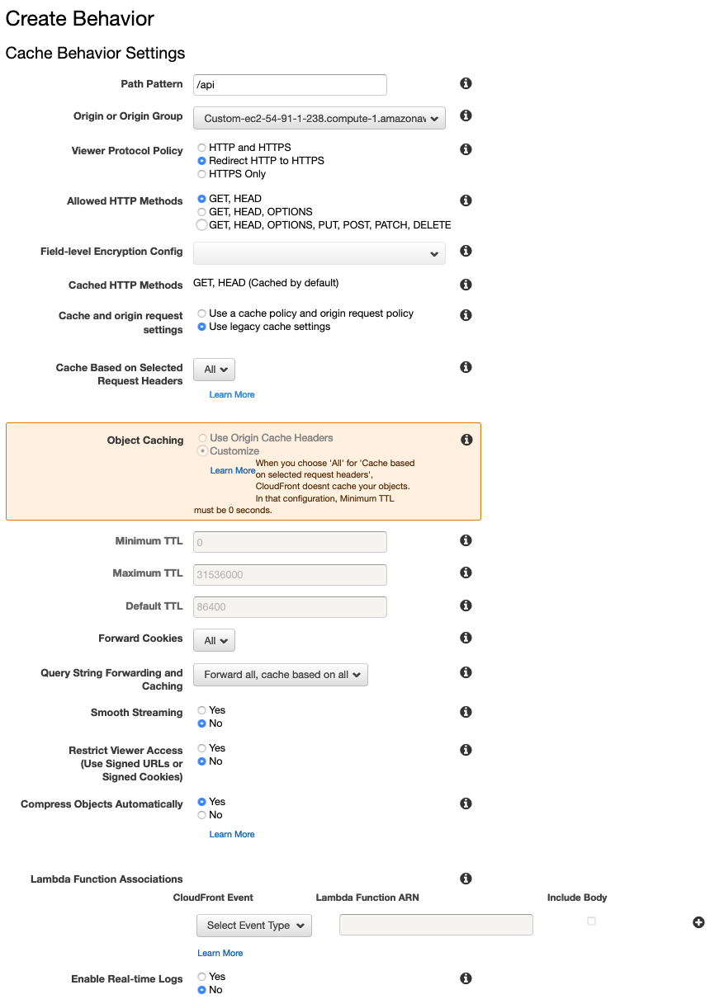 Create Behavior
Cache Behavior Settings
Path Pattern
/api
Origin or Origin Group
Custom-ec2-54-91-1-238.compute-1.amazonav
Viewer Protocol Policy
HTTP and HTTPS
Redirect HTTP to HTTPS
HTTPS Only
Allowed HTTP Methods
GET, HEAD
GET, HEAD, OPTIONS
GET, HEAD, OPTIONS, PUT, POST, PATCH, DELETE
Field-level Encryption Config
Cached HTTP Methods
GET, HEAD (Cached by default)
Cache and origin request
settings
Use a cache policy and origin request policy
Use legacy cache settings
Cache Based on Selected
Request Headers
All
Learn More
Object Caching
Use Origin Cache Headers
Customize
Learn More
When you choose 'All' for 'Cache based
on selected request headers',
CloudFront doesnt cache your objects.
In that configuration, Minimum TTL
must be 0 seconds.
Minimum TTL
0
Maximum TTL
31536000
Default TTL
86400
Forward Cookies
All
Query String Forwarding and
Caching
Forward all, cache based on all
Smooth Streaming
Yes
No
Restrict Viewer Access
(Use Signed URLs or
Signed Cookies)
Yes
No
Compress Objects Automatically
Yes
No
Learn More
Lambda Function Associations
CloudFront Event
Lambda Function ARN
Include Body
Select Event Type
Learn More
Enable Real-time Logs
Yes
No